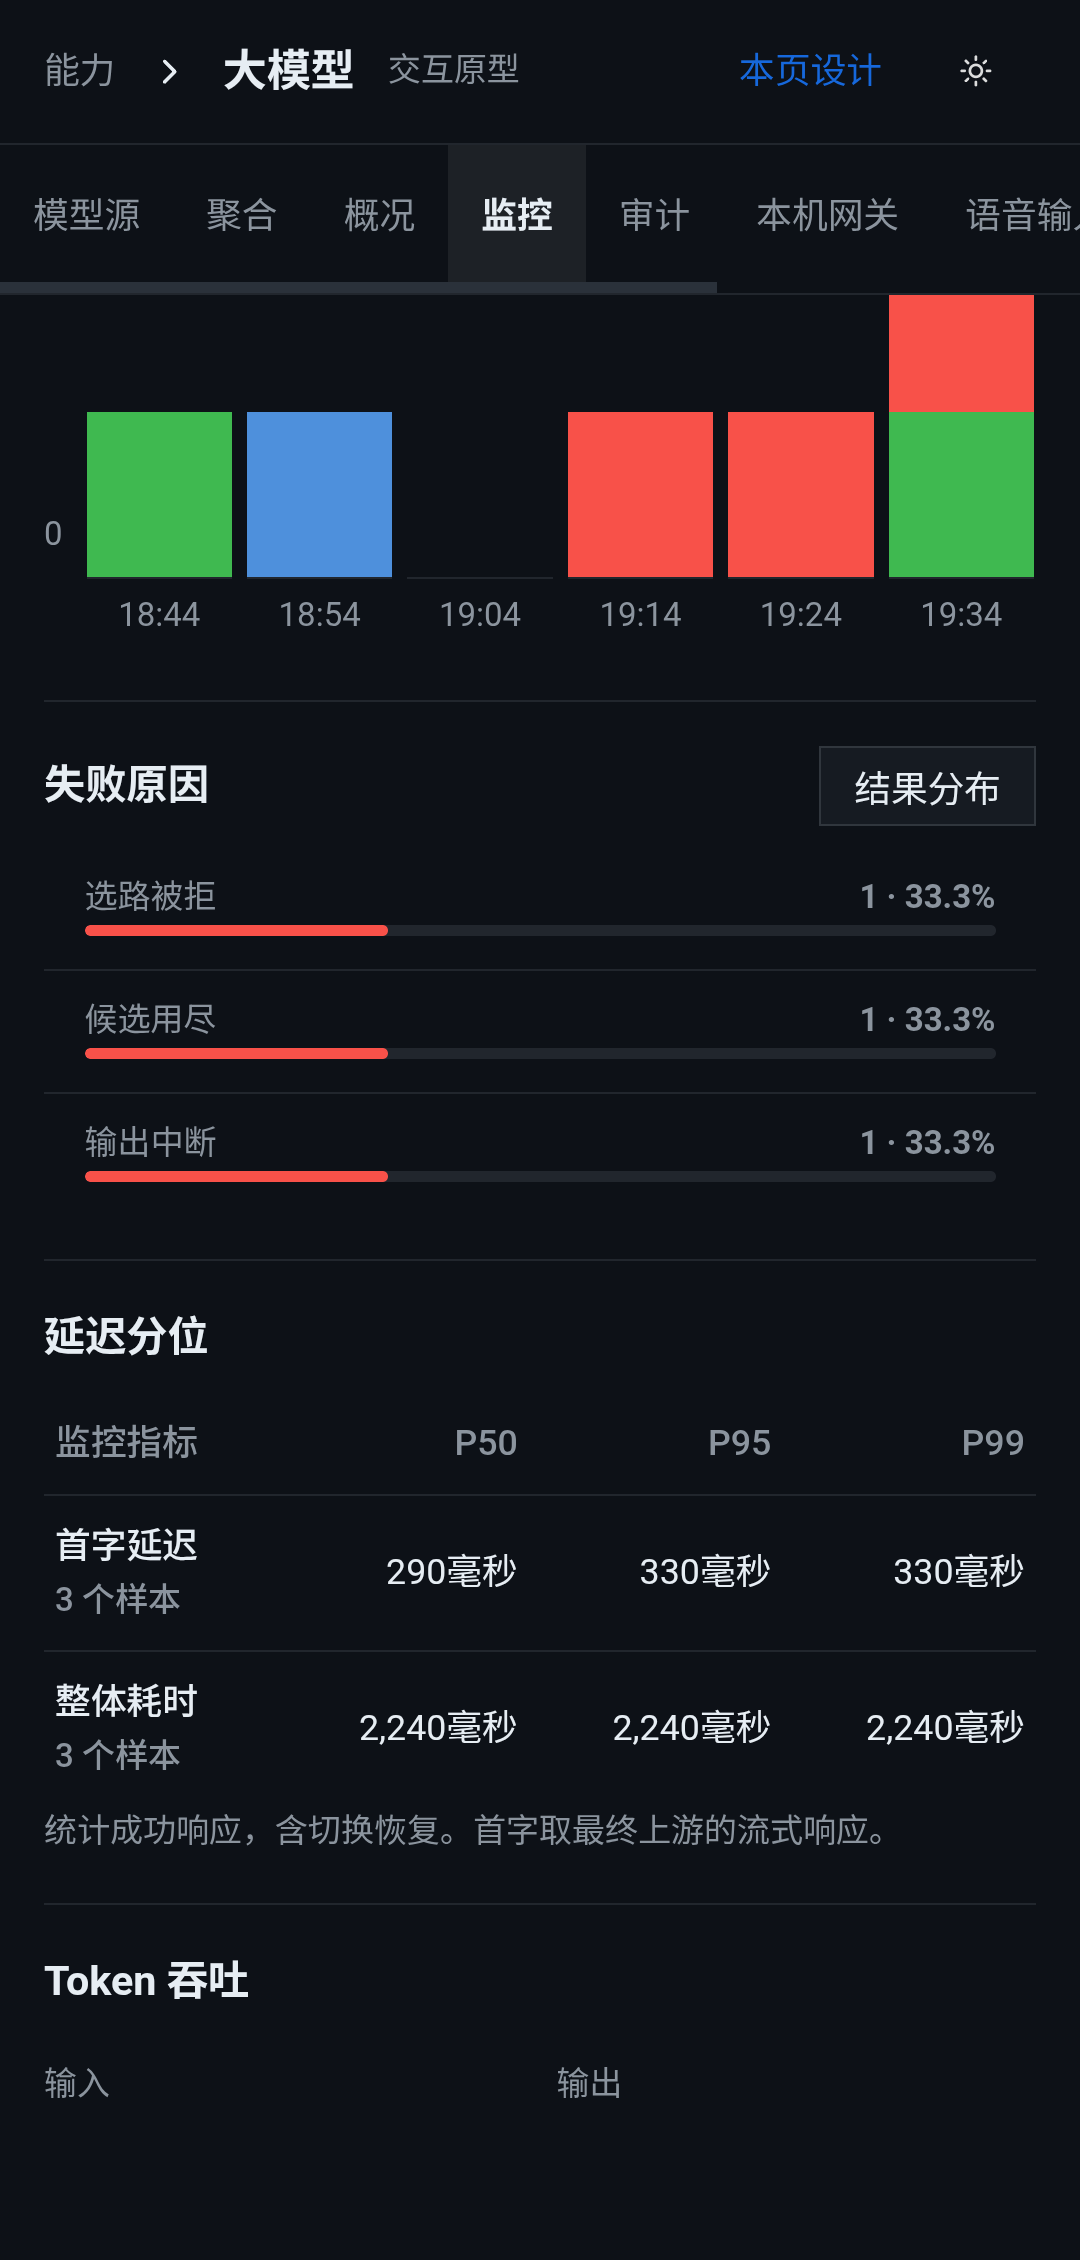 能力 > 大模型 交互原型 本页设计
模型源 聚合 概况 监控 审计 本机网关 语音输
0
18:44 18:54 19:04 19:14 19:24 19:34
失败原因 结果分布
选路被拒 1 · 33.3%
候选用尽 1 · 33.3%
输出中断 1 · 33.3%
延迟分位
监控指标 P50 P95 P99
首字延迟
3 个样本 290毫秒 330毫秒 330毫秒
整体耗时
3 个样本 2,240毫秒 2,240毫秒 2,240毫秒
统计成功响应，含切换恢复。首字取最终上游的流式响应。
Token 吞吐
输入 输出